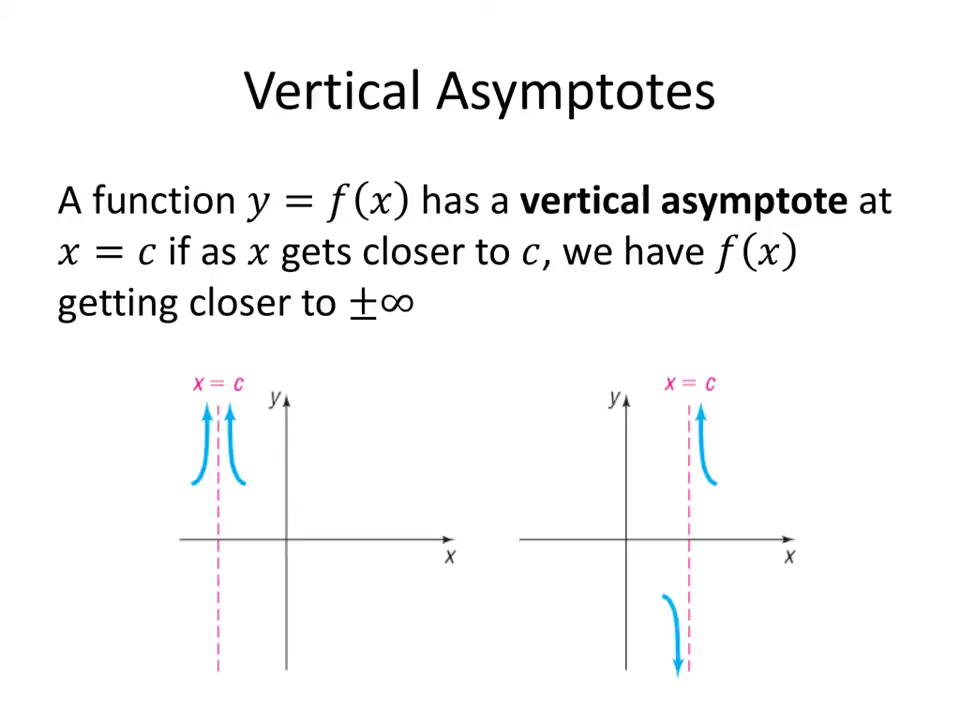 Vertical Asymptotes
A function y = f(x) has a vertical asymptote at
x = c if as x gets closer to c, we have f(x)
getting closer to ±∞
x = c
y
x
x = c
y
x